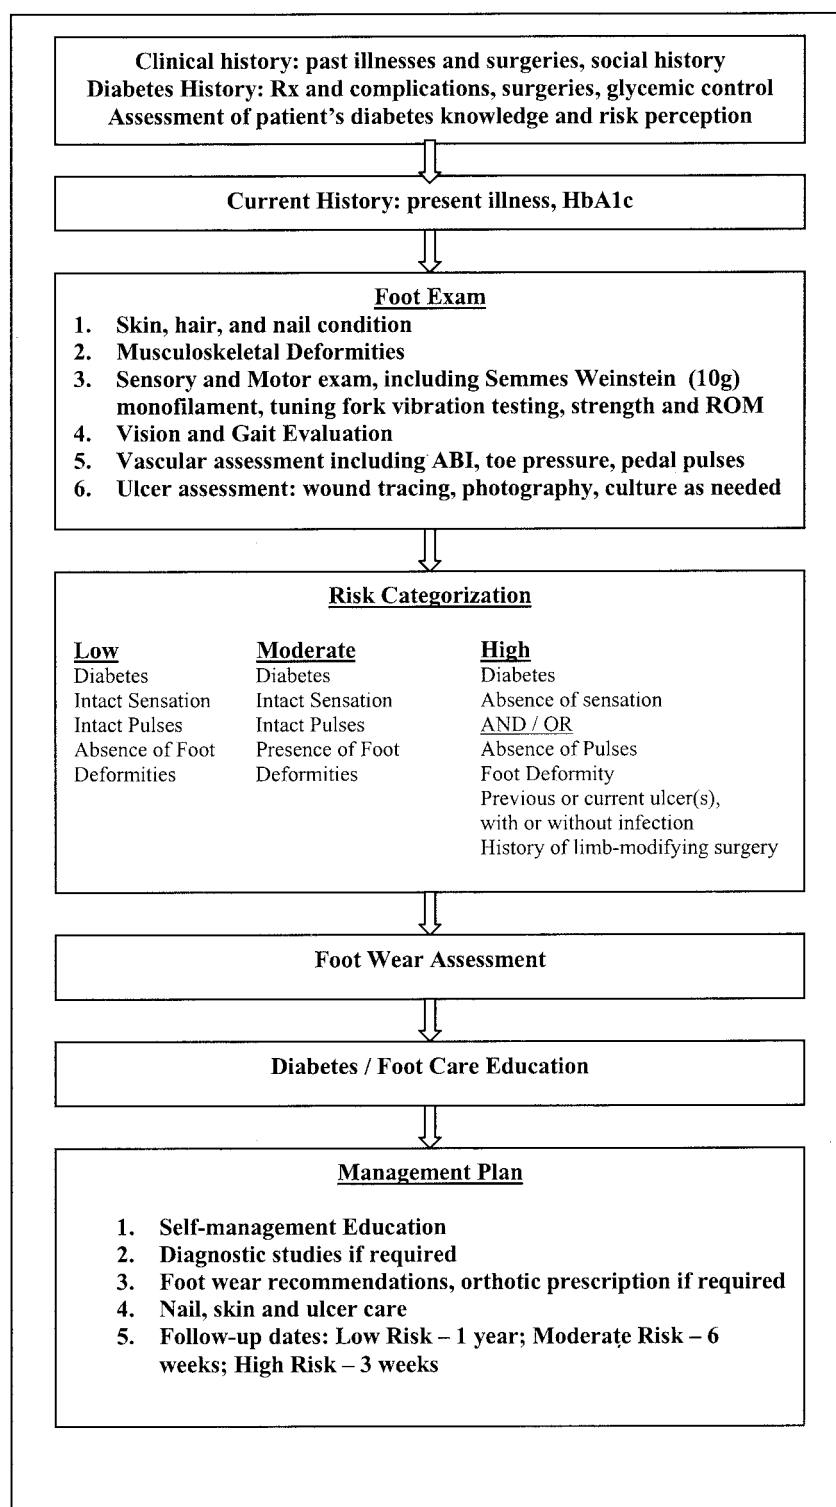 Clinical history: past illnesses and surgeries, social history
Diabetes History: Rx and complications, surgeries, glycemic control
Assessment of patient's diabetes knowledge and risk perception
Current History: present illness, HbA1c
Foot Exam
1. Skin, hair, and nail condition
2. Musculoskeletal Deformities
3. Sensory and Motor exam, including Semmes Weinstein (10g)
monofilament, tuning fork vibration testing, strength and ROM
4. Vision and Gait Evaluation
5. Vascular assessment including ABI, toe pressure, pedal pulses
6. Ulcer assessment: wound tracing, photography, culture as needed
Risk Categorization
Low
Diabetes
Intact Sensation
Intact Pulses
Absence of Foot
Deformities
Moderate
Diabetes
Intact Sensation
Intact Pulses
Presence of Foot
Deformities
High
Diabetes
Absence of sensation
AND / OR
Absence of Pulses
Foot Deformity
Previous or current ulcer(s),
with or without infection
History of limb-modifying surgery
Foot Wear Assessment
Diabetes / Foot Care Education
Management Plan
1. Self-management Education
2. Diagnostic studies if required
3. Foot wear recommendations, orthotic prescription if required
4. Nail, skin and ulcer care
5. Follow-up dates: Low Risk – 1 year; Moderate Risk – 6
weeks; High Risk – 3 weeks